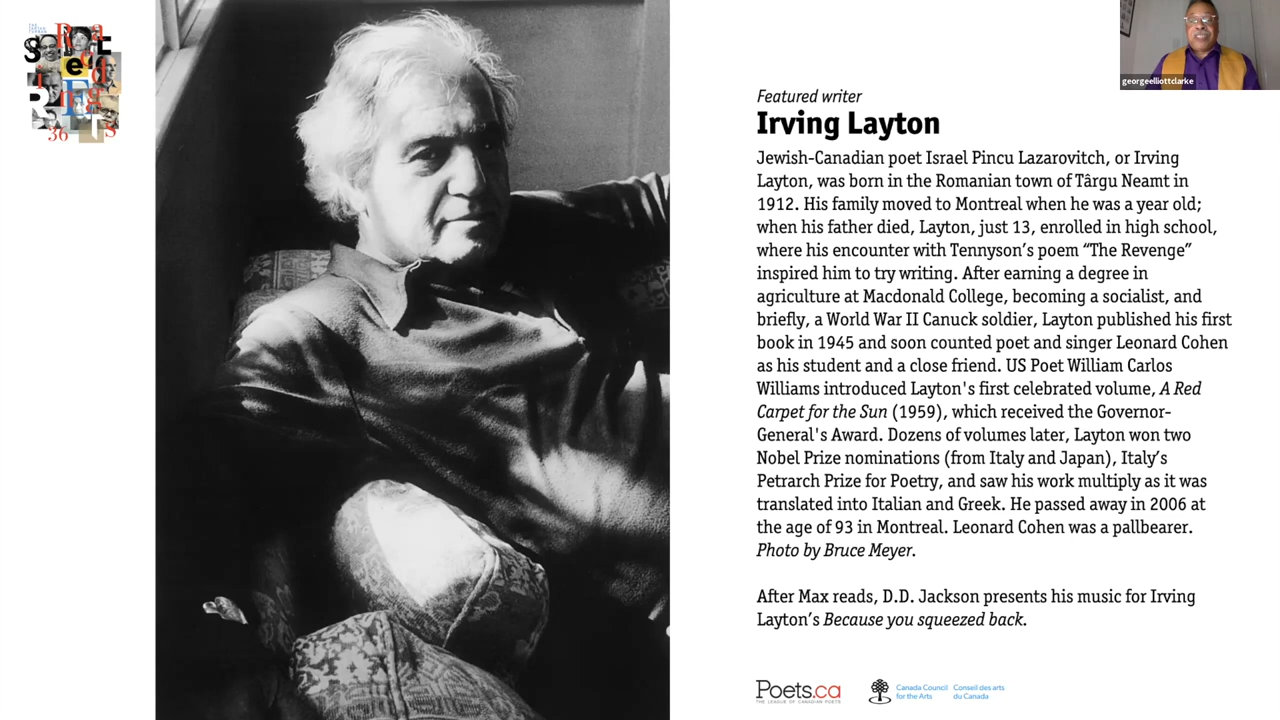 georgeelliottclarke
Featured writer
Irving Layton
Jewish-Canadian poet Israel Pincu Lazarovitch, or Irving
Layton, was born in the Romanian town of Târgu Neamt in
1912. His family moved to Montreal when he was a year old;
when his father died, Layton, just 13, enrolled in high school,
where his encounter with Tennyson’s poem “The Revenge”
inspired him to try writing. After earning a degree in
agriculture at Macdonald College, becoming a socialist, and
briefly, a World War II Canuck soldier, Layton published his first
book in 1945 and soon counted poet and singer Leonard Cohen
as his student and a close friend. US Poet William Carlos
Williams introduced Layton's first celebrated volume, A Red
Carpet for the Sun (1959), which received the Governor-
General's Award. Dozens of volumes later, Layton won two
Nobel Prize nominations (from Italy and Japan), Italy’s
Petrarch Prize for Poetry, and saw his work multiply as it was
translated into Italian and Greek. He passed away in 2006 at
the age of 93 in Montreal. Leonard Cohen was a pallbearer.
Photo by Bruce Meyer.
After Max reads, D.D. Jackson presents his music for Irving
Layton’s Because you squeezed back.
Poets.ca
THE LEAGUE OF CANADIAN POETS
Canada Council Conseil des arts
for the Arts du Canada
36